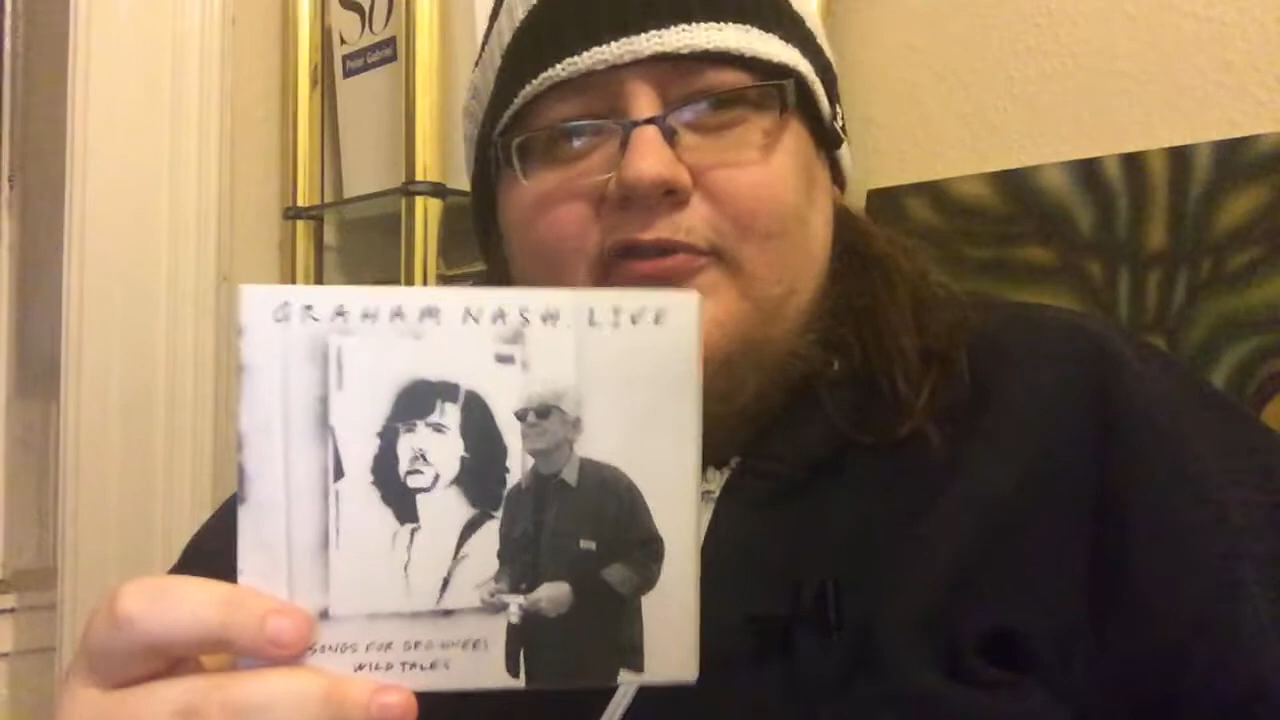 So
Peter Gabriel
GRAHAM NASH. LIVE
SONGS FOR BEGINNERS
WILD TALES